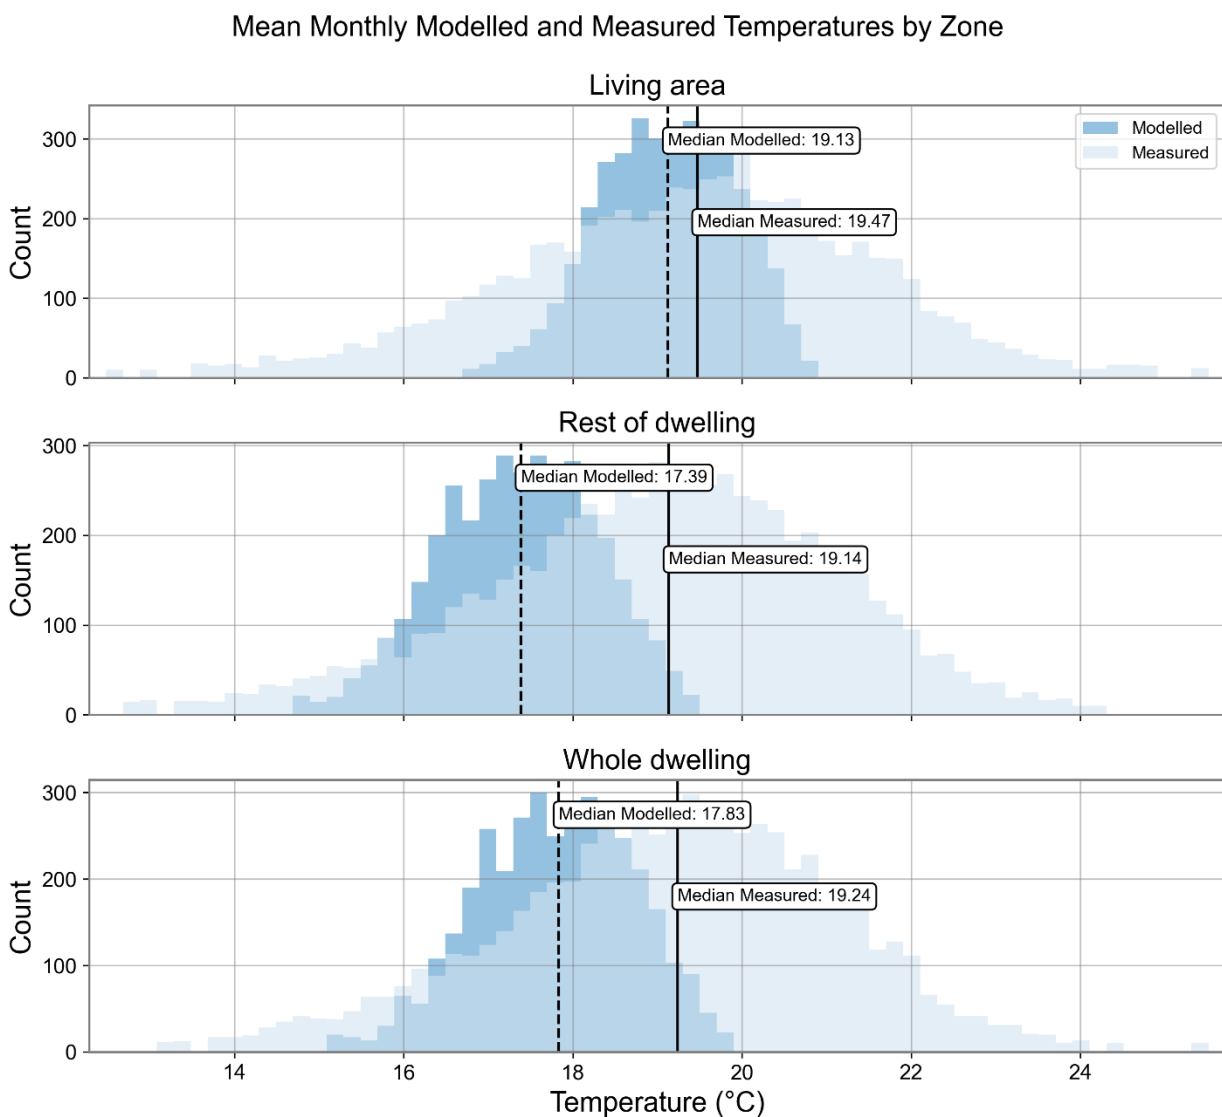 Mean Monthly Modelled and Measured Temperatures by Zone
Living area
300
200
100
0
Count
Median Modelled: 19.13
Median Measured: 19.47
Modelled
Measured
Rest of dwelling
300
200
100
0
Count
Median Modelled: 17.39
Median Measured: 19.14
Whole dwelling
300
200
100
0
Count
Median Modelled: 17.83
Median Measured: 19.24
14 16 18 20 22 24
Temperature (°C)